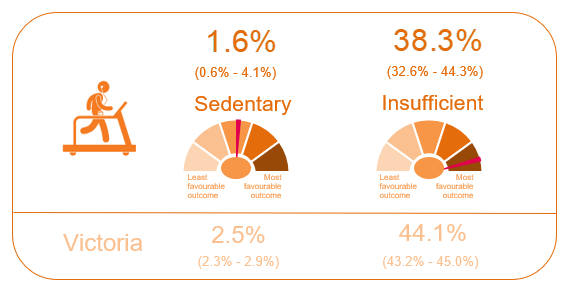 1.6%
(0.6% - 4.1%)
Sedentary
Least
favourable
outcome
Most
favourable
outcome
38.3%
(32.6% - 44.3%)
Insufficient
Least
favourable
outcome
Most
favourable
outcome
Victoria
2.5%
(2.3% - 2.9%)
44.1%
(43.2% - 45.0%)